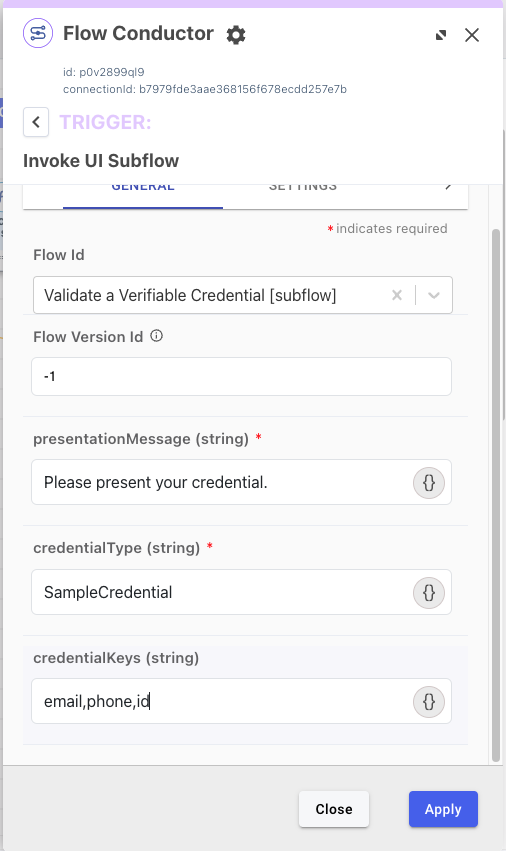 Flow Conductor
id: p0v2899ql9
connectionId: b7979fde3aae368156f678ecdd257e7b
TRIGGER:
Invoke UI Subflow
GENERAL SETTINGS
* indicates required
Flow Id
Validate a Verifiable Credential [subflow]
Flow Version Id
-1
presentationMessage (string) *
Please present your credential.
{}
credentialType (string) *
SampleCredential
{}
credentialKeys (string)
email,phone,id
{}
Close Apply